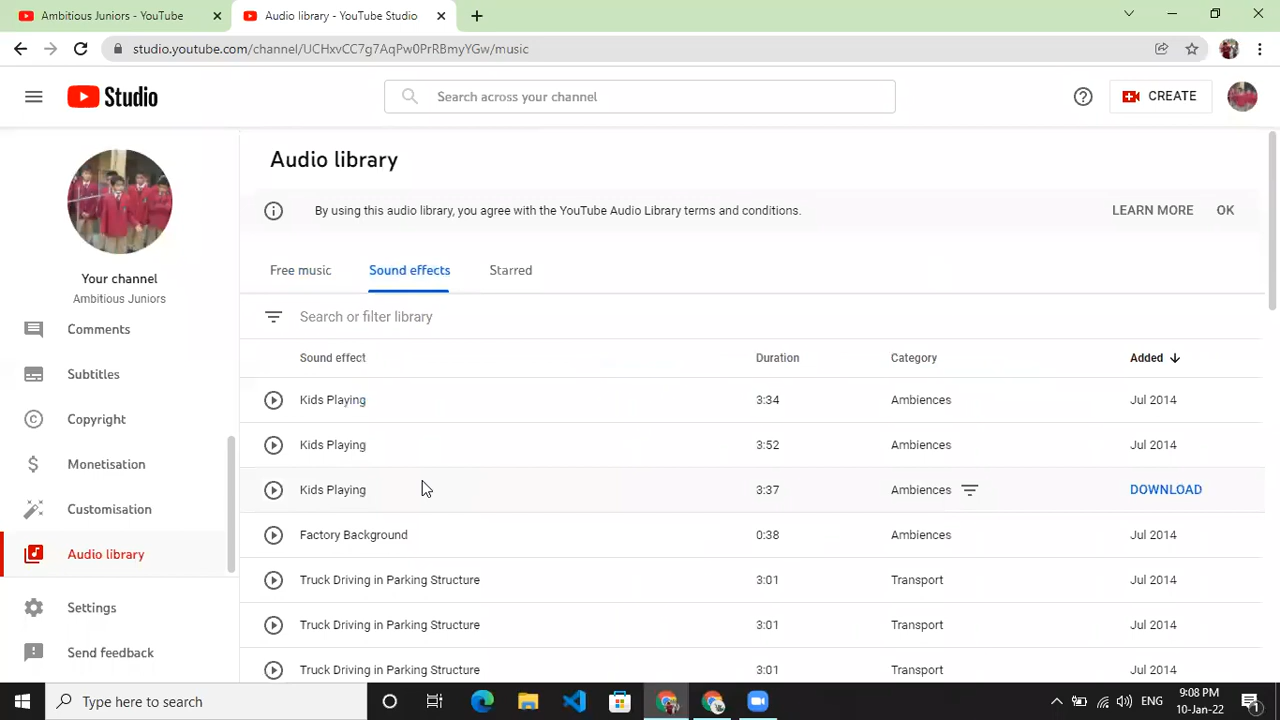 Ambitious Juniors - YouTube
Audio library - YouTube Studio
studio.youtube.com/channel/UCHxvCC7g7AqPw0PrRBmyYGw/music
Studio
Search across your channel
CREATE
Your channel
Ambitious Juniors
Comments
Subtitles
Copyright
Monetisation
Customisation
Audio library
Settings
Send feedback
Audio library
By using this audio library, you agree with the YouTube Audio Library terms and conditions.
LEARN MORE
OK
Free music
Sound effects
Starred
Search or filter library
Sound effect Duration Category Added
Kids Playing 3:34 Ambiences Jul 2014
Kids Playing 3:52 Ambiences Jul 2014
Kids Playing 3:37 Ambiences DOWNLOAD
Factory Background 0:38 Ambiences Jul 2014
Truck Driving in Parking Structure 3:01 Transport Jul 2014
Truck Driving in Parking Structure 3:01 Transport Jul 2014
Truck Driving in Parking Structure 3:01 Transport Jul 2014
Type here to search
ENG
9:08 PM
10-Jan-22
1